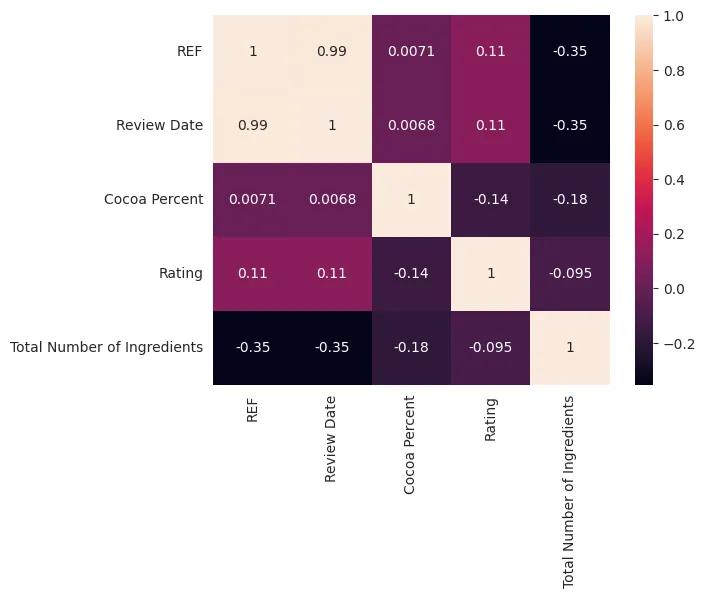 REF 1 0.99 0.0071 0.11 -0.35
Review Date 0.99 1 0.0068 0.11 -0.35
Cocoa Percent 0.0071 0.0068 1 -0.14 -0.18
Rating 0.11 0.11 -0.14 1 -0.095
Total Number of Ingredients -0.35 -0.35 -0.18 -0.095 1
REF
Review Date
Cocoa Percent
Rating
Total Number of Ingredients
1.0
0.8
0.6
0.4
0.2
0.0
−0.2